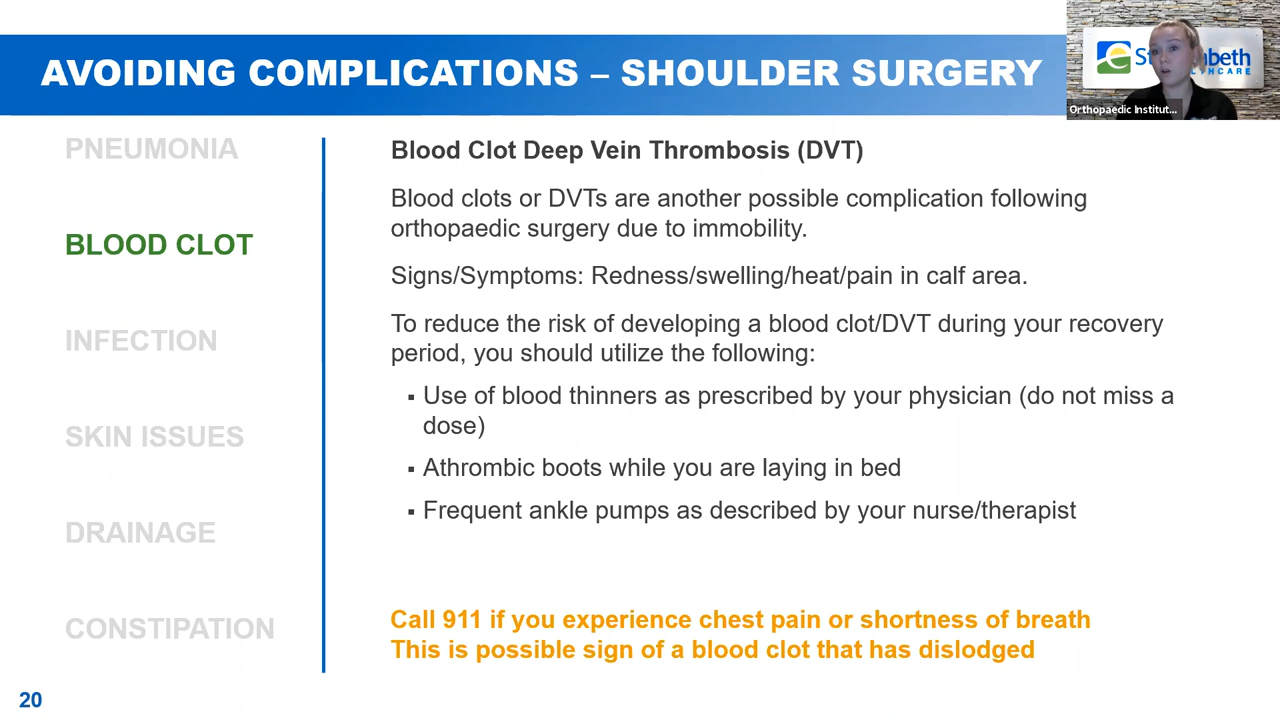 AVOIDING COMPLICATIONS – SHOULDER SURGERY
St
beth
THCARE
Orthopaedic Institut...
PNEUMONIA
BLOOD CLOT
INFECTION
SKIN ISSUES
DRAINAGE
CONSTIPATION
Blood Clot Deep Vein Thrombosis (DVT)
Blood clots or DVTs are another possible complication following
orthopaedic surgery due to immobility.
Signs/Symptoms: Redness/swelling/heat/pain in calf area.
To reduce the risk of developing a blood clot/DVT during your recovery
period, you should utilize the following:
▪ Use of blood thinners as prescribed by your physician (do not miss a
dose)
▪ Athrombic boots while you are laying in bed
▪ Frequent ankle pumps as described by your nurse/therapist
Call 911 if you experience chest pain or shortness of breath
This is possible sign of a blood clot that has dislodged
20